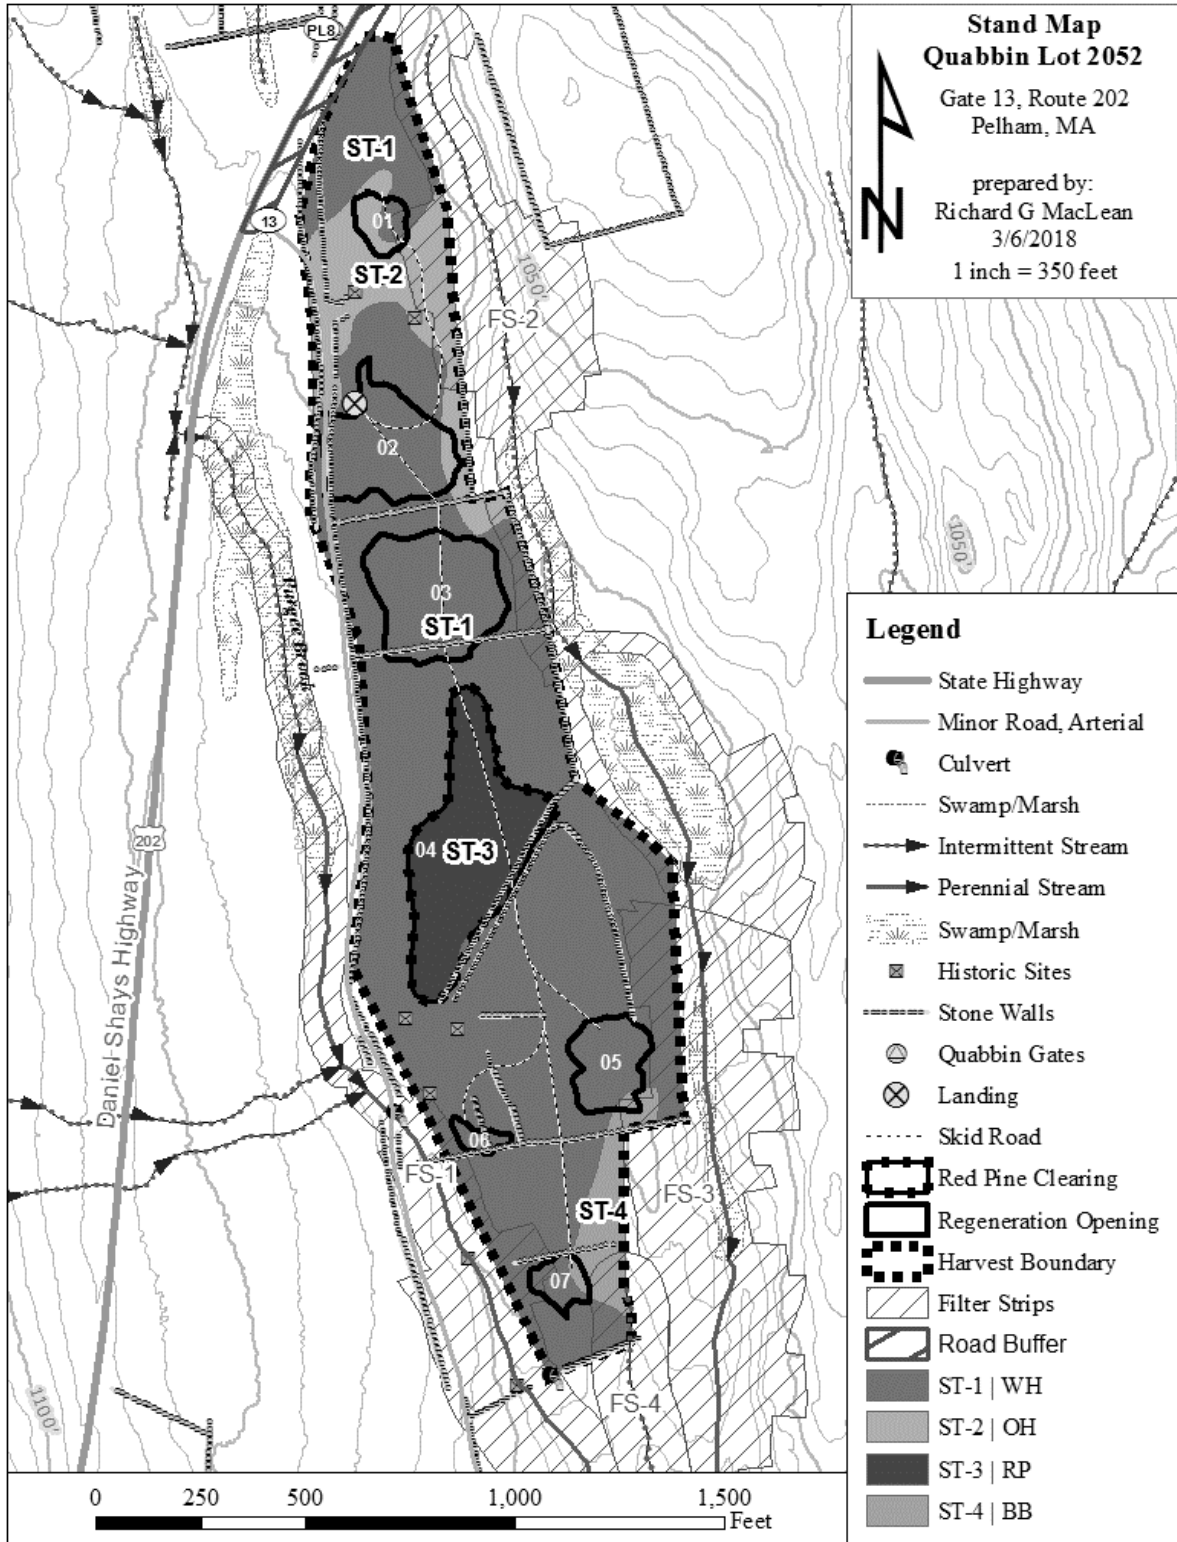 Stand Map
Quabbin Lot 2052
Gate 13, Route 202
Pelham, MA
prepared by:
Richard G MacLean
3/6/2018
1 inch = 350 feet
N
PL8
ST-1
01
13
ST-2
1050'
FS-2
02
1050'
03
Purgee Brook
ST-1
04
ST-3
202
Daniel Shays Highway
05
06
FS-1
FS-3
ST-4
07
FS-4
1100'
Legend
State Highway
Minor Road, Arterial
Culvert
Swamp/Marsh
Intermittent Stream
Perennial Stream
Swamp/Marsh
Historic Sites
Stone Walls
Quabbin Gates
Landing
Skid Road
Red Pine Clearing
Regeneration Opening
Harvest Boundary
Filter Strips
Road Buffer
ST-1 | WH
ST-2 | OH
ST-3 | RP
ST-4 | BB
0 250 500 1,000 1,500
Feet